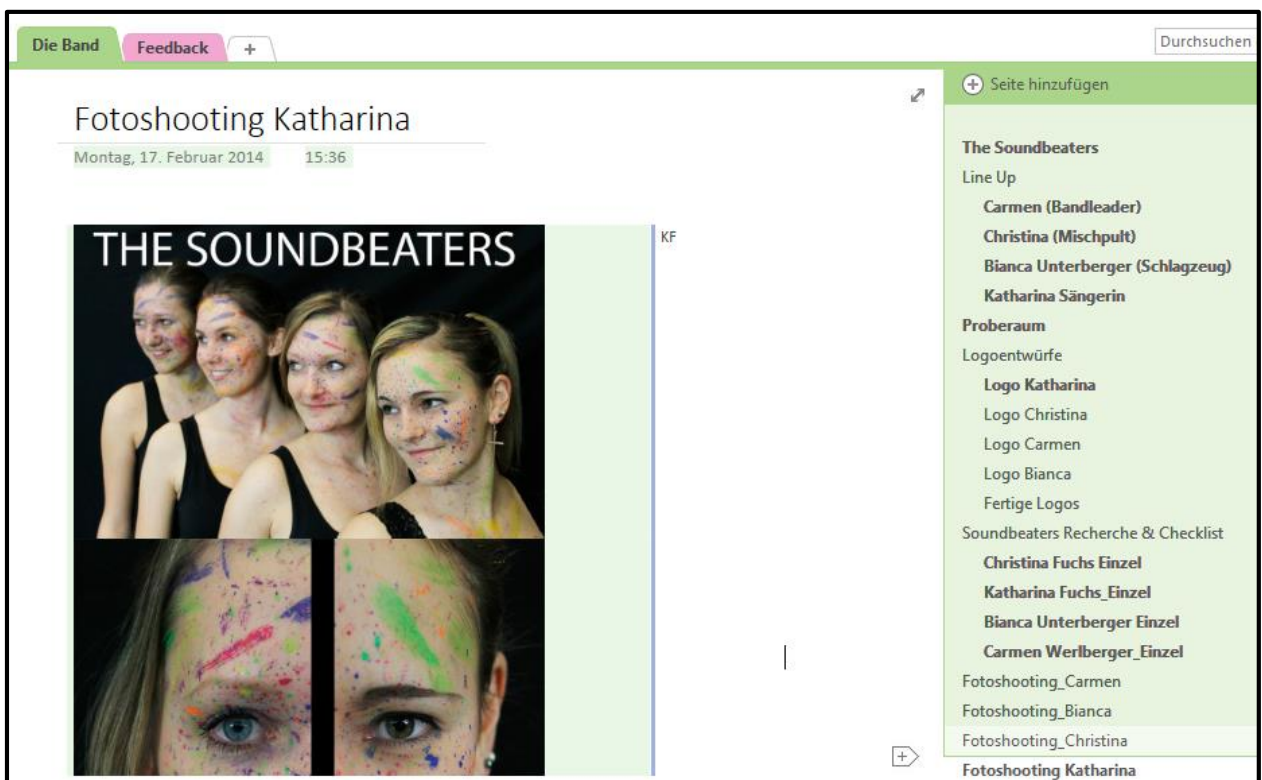 Die Band
Feedback
+
Durchsuchen
Fotoshooting Katharina
Montag, 17. Februar 2014 15:36
THE SOUNDBEATERS
KF
Seite hinzufügen
The Soundbeaters
Line Up
Carmen (Bandleader)
Christina (Mischpult)
Bianca Unterberger (Schlagzeug)
Katharina Sängerin
Proberaum
Logoentwürfe
Logo Katharina
Logo Christina
Logo Carmen
Logo Bianca
Fertige Logos
Soundbeaters Recherche & Checklist
Christina Fuchs Einzel
Katharina Fuchs_Einzel
Bianca Unterberger Einzel
Carmen Werlberger_Einzel
Fotoshooting_Carmen
Fotoshooting_Bianca
Fotoshooting_Christina
Fotoshooting Katharina